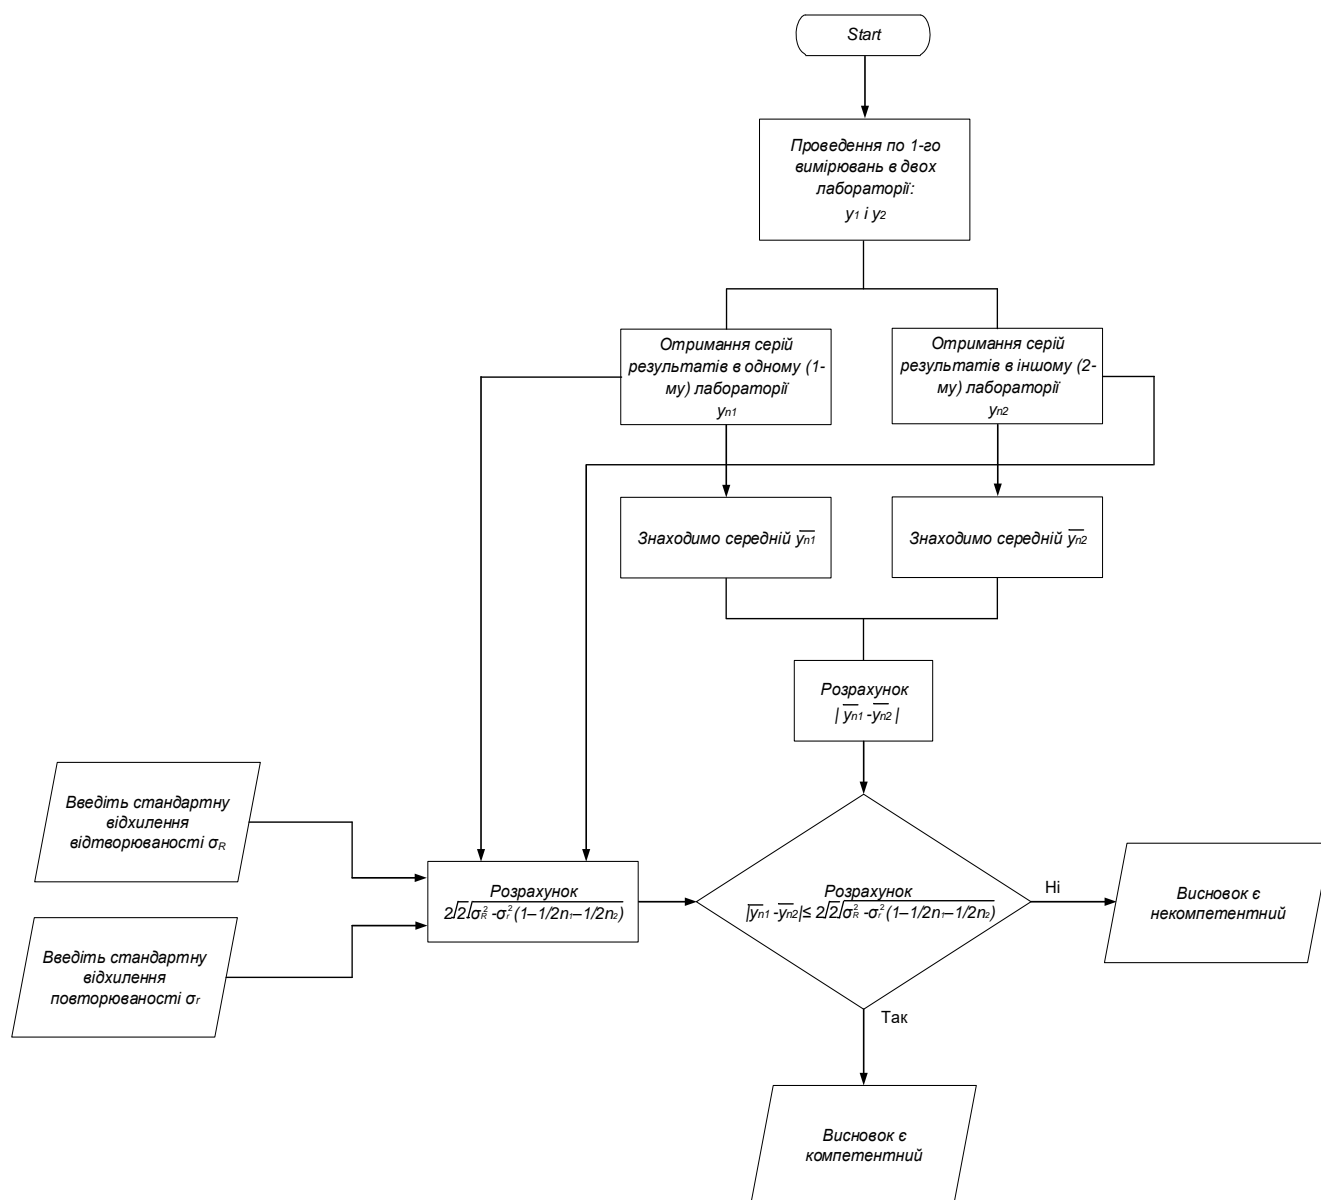 Start
Проведення по 1-го
вимірювань в двох
лабораторії:
y1 і y2
Отримання серій
результатів в одному (1-
му) лабораторії
yn1
Отримання серій
результатів в іншому (2-
му) лабораторії
yn2
Знаходимо середній yn1
Знаходимо середній yn2
Розрахунок
| yn1 -yn2 |
Введіть стандартну
відхилення
відтворюваності σR
Введіть стандартну
відхилення
повторюваності σr
Розрахунок
2√2√σR² -σr² (1–1/2n1–1/2n2)
Розрахунок
|yn1 -yn2|≤ 2√2√σR² -σr² (1–1/2n1–1/2n2)
Ні
Висновок є
некомпетентний
Так
Висновок є
компетентний